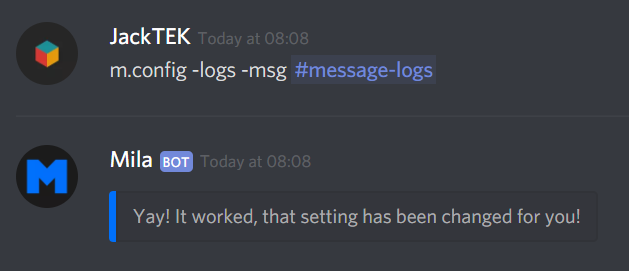 JackTEK Today at 08:08
m.config -logs -msg #message-logs
M
Mila BOT Today at 08:08
Yay! It worked, that setting has been changed for you!